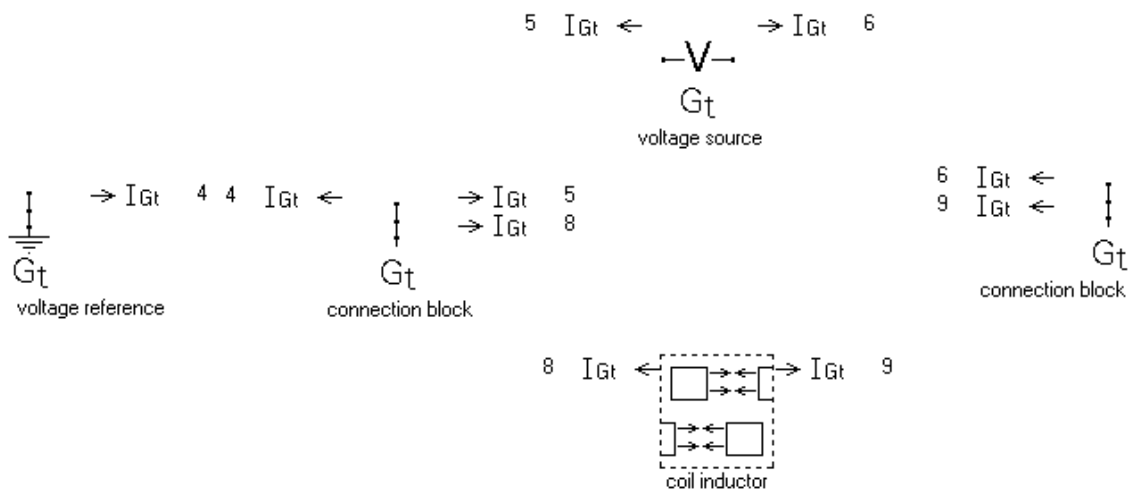 5 IGt ← → IGt 6
V
Gt
voltage source
→ IGt 4 4 IGt ← → IGt 5
→ IGt 8
6 IGt ←
9 IGt ←
Gt
voltage reference
Gt
connection block
Gt
connection block
8 IGt ← → IGt 9
coil inductor